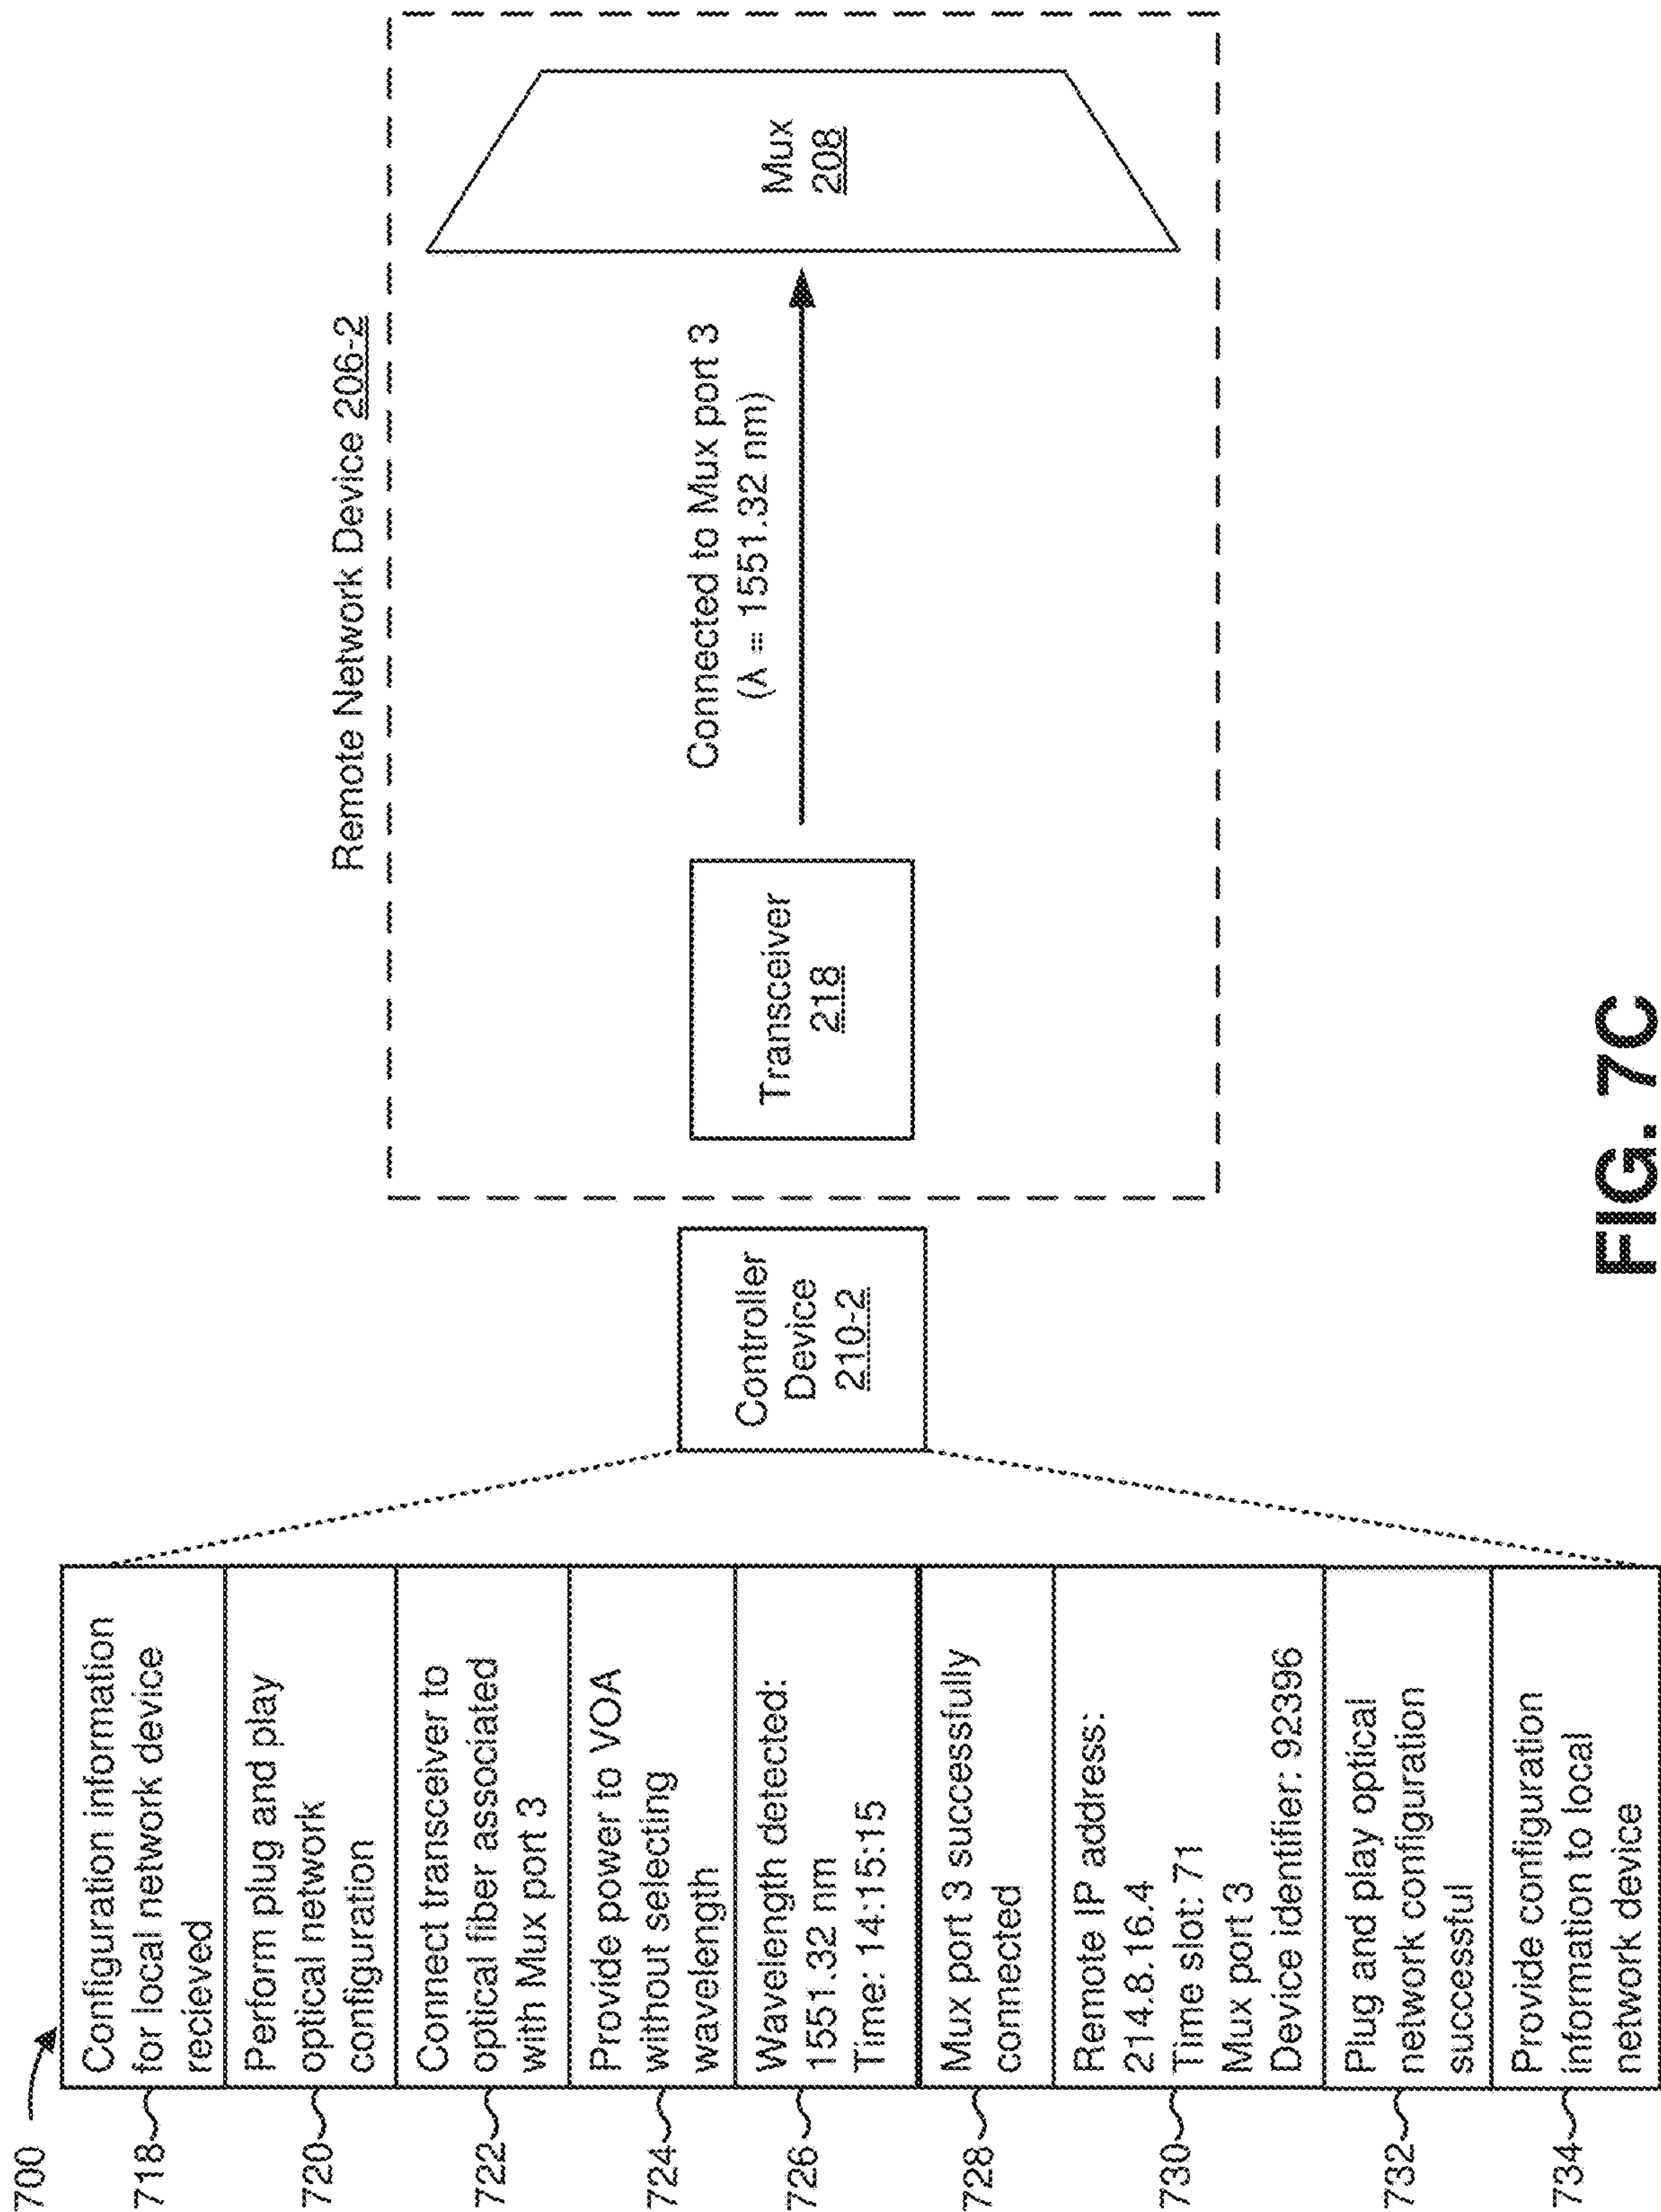 700
718
Configuration information
for local network device
recieved
720
Perform plug and play
optical network
configuration
722
Connect transceiver to
optical fiber associated
with Mux port 3
724
Provide power to VOA
without selecting
wavelength
726
Wavelength detected:
1551.32 nm
Time: 14:15:15
728
Mux port 3 successfully
connected
730
Remote IP address:
214.8.16.4
Time slot: 71
Mux port 3
Device identifier: 92396
732
Plug and play optical
network configuration
successful
734
Provide configuration
information to local
network device
Controller
Device
210-2
Remote Network Device 206-2
Transceiver
218
Connected to Mux port 3
(λ = 1551.32 nm)
Mux
208
FIG. 7C